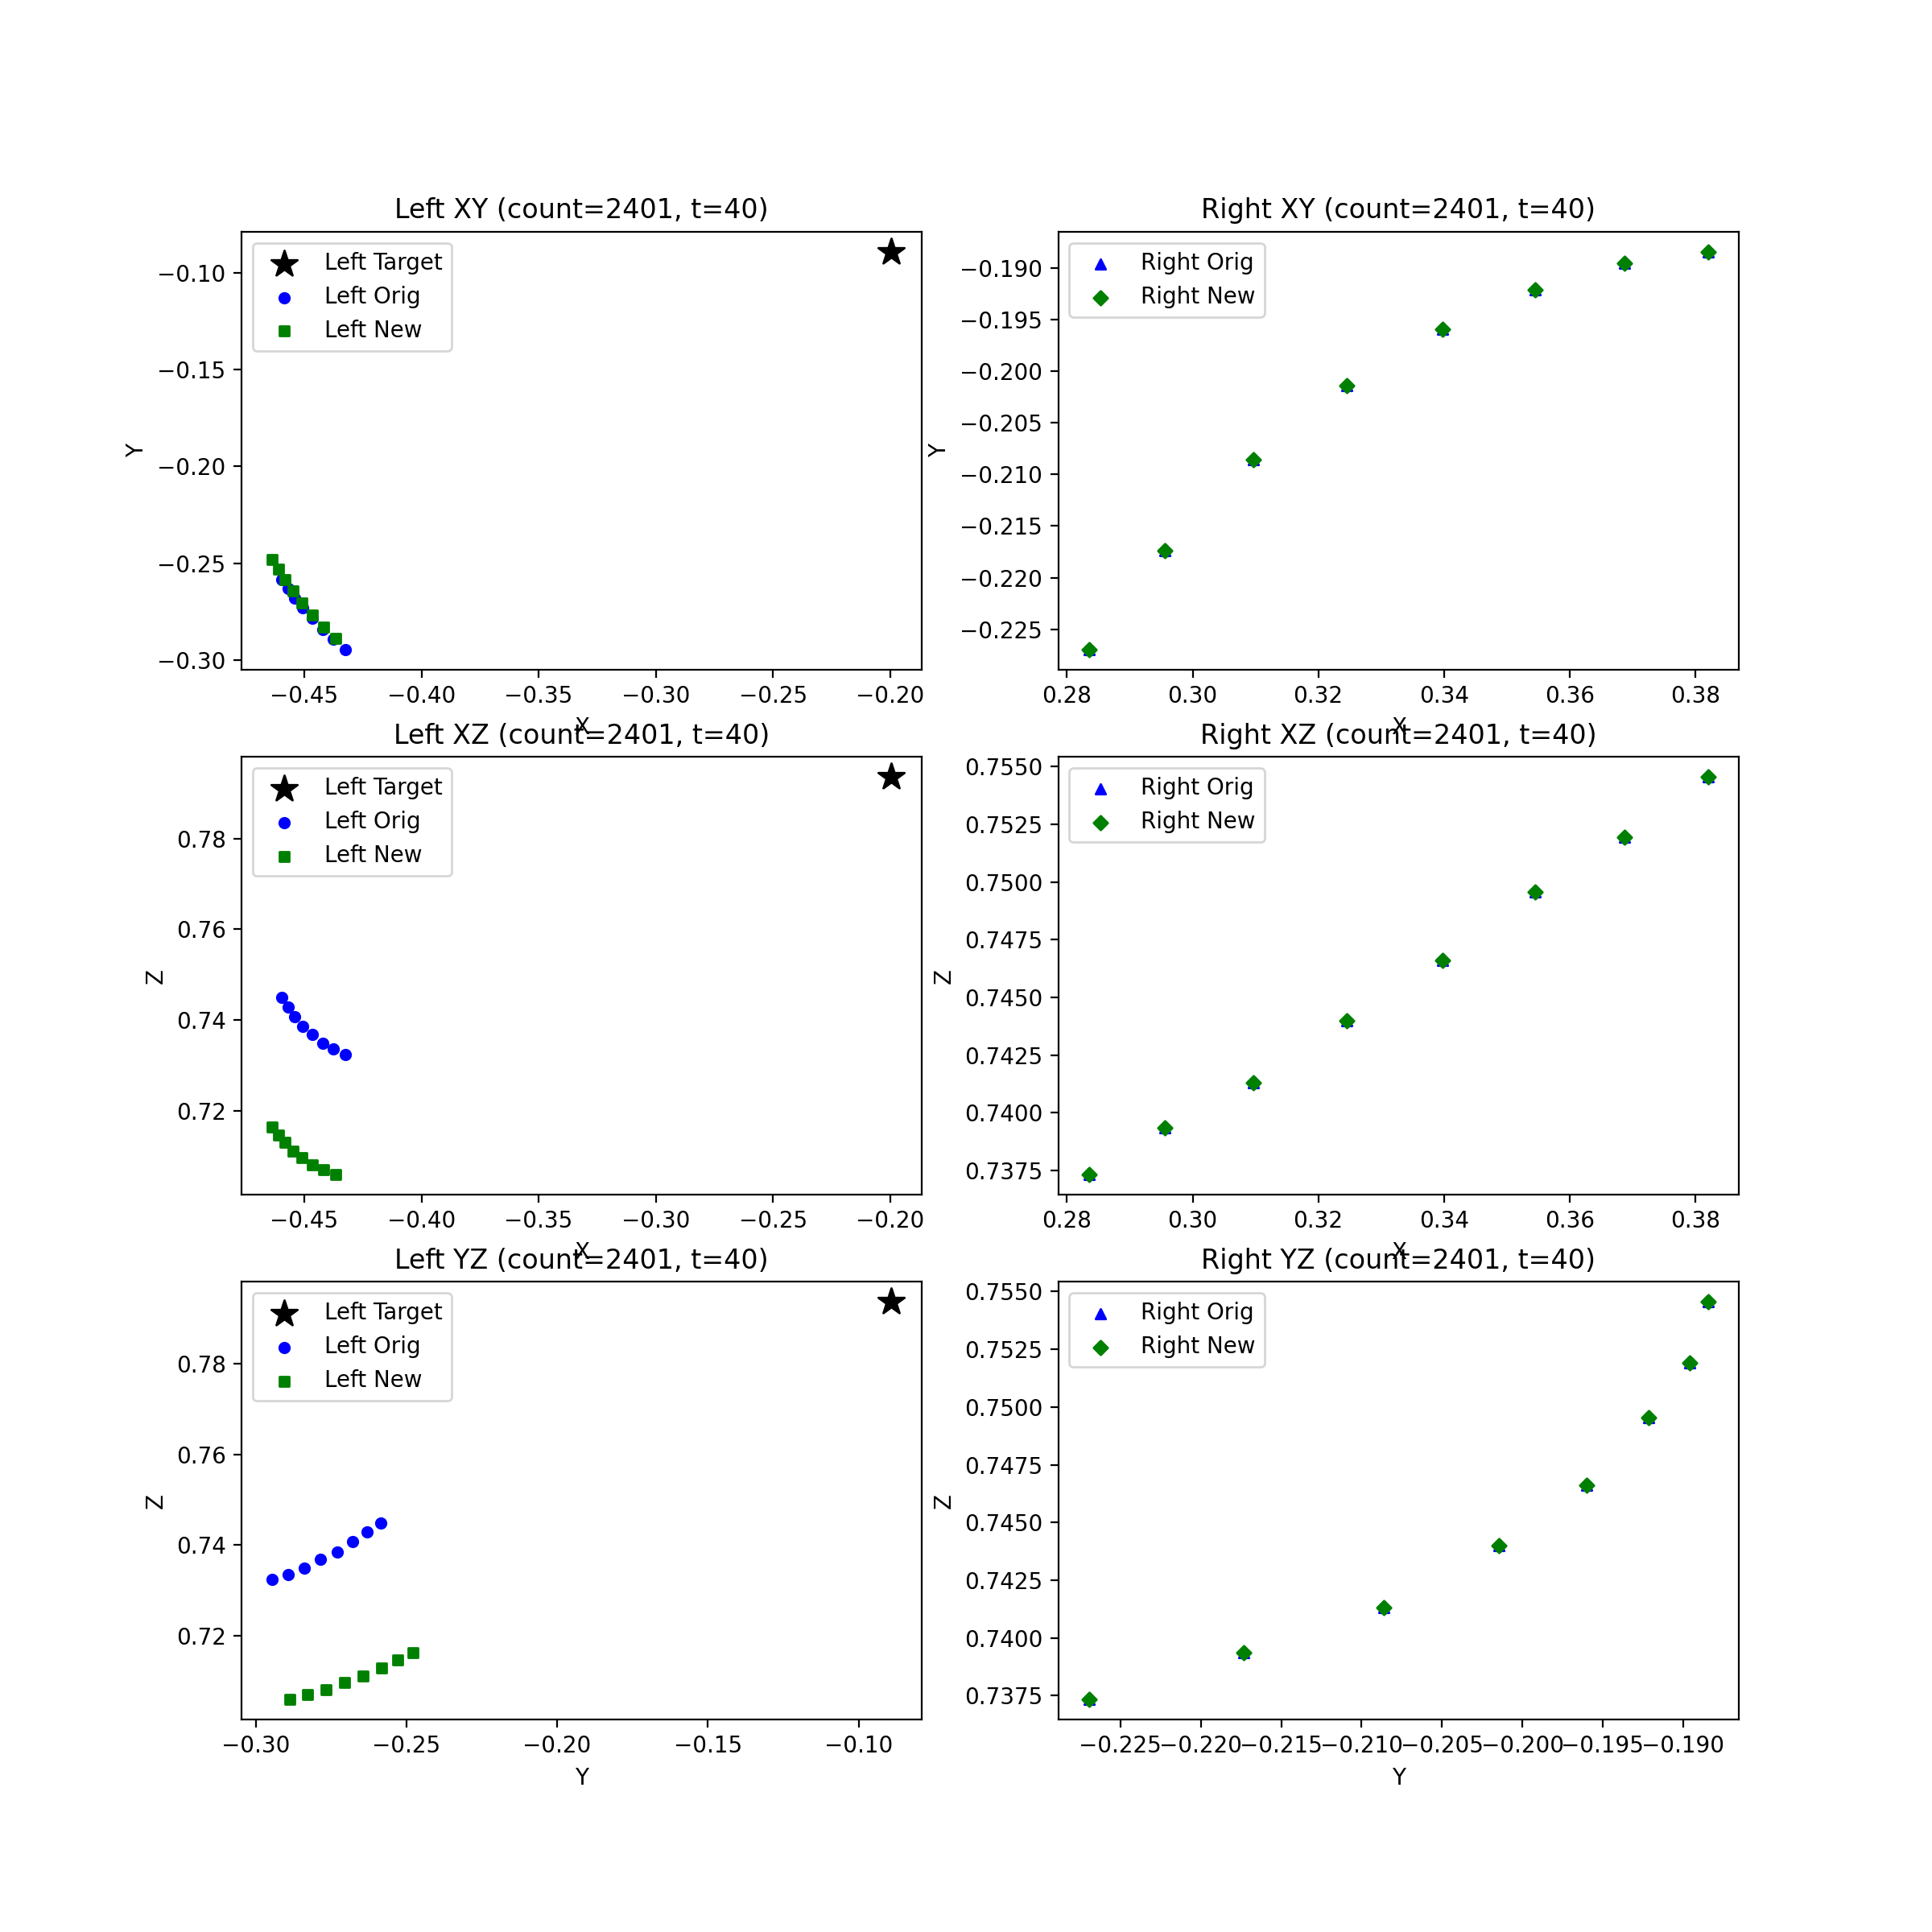 Left XY (count=2401, t=40)
Left Target
Left Orig
Left New
−0.10
−0.15
−0.20
−0.25
−0.30
Y
−0.45
−0.40
−0.35
−0.30
−0.25
−0.20
X
Right XY (count=2401, t=40)
Right Orig
Right New
−0.190
−0.195
−0.200
−0.205
−0.210
−0.215
−0.220
−0.225
Y
0.28
0.30
0.32
0.34
0.36
0.38
X
Left XZ (count=2401, t=40)
Left Target
Left Orig
Left New
0.78
0.76
0.74
0.72
Z
−0.45
−0.40
−0.35
−0.30
−0.25
−0.20
X
Right XZ (count=2401, t=40)
Right Orig
Right New
0.7550
0.7525
0.7500
0.7475
0.7450
0.7425
0.7400
0.7375
Z
0.28
0.30
0.32
0.34
0.36
0.38
X
Left YZ (count=2401, t=40)
Left Target
Left Orig
Left New
0.78
0.76
0.74
0.72
Z
−0.30
−0.25
−0.20
−0.15
−0.10
Y
Right YZ (count=2401, t=40)
Right Orig
Right New
0.7550
0.7525
0.7500
0.7475
0.7450
0.7425
0.7400
0.7375
Z
−0.225
−0.220
−0.215
−0.210
−0.205
−0.200
−0.195
−0.190
Y